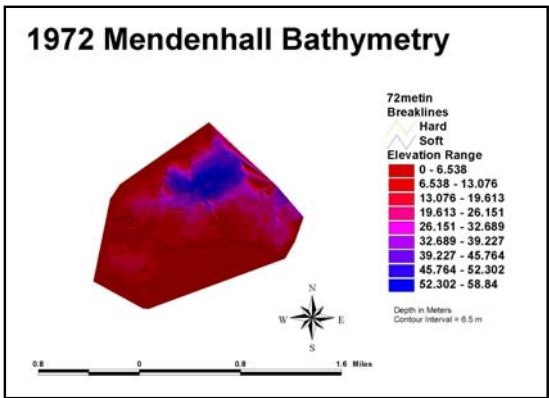 1972 Mendenhall Bathymetry
72metin
Breaklines
Hard
Soft
Elevation Range
0 - 6.538
6.538 - 13.076
13.076 - 19.613
19.613 - 26.151
26.151 - 32.689
32.689 - 39.227
39.227 - 45.764
45.764 - 52.302
52.302 - 58.84
Depth in Meters
Contour Interval = 6.5 m
N
W E
S
0.8 0 0.8 1.6 Miles